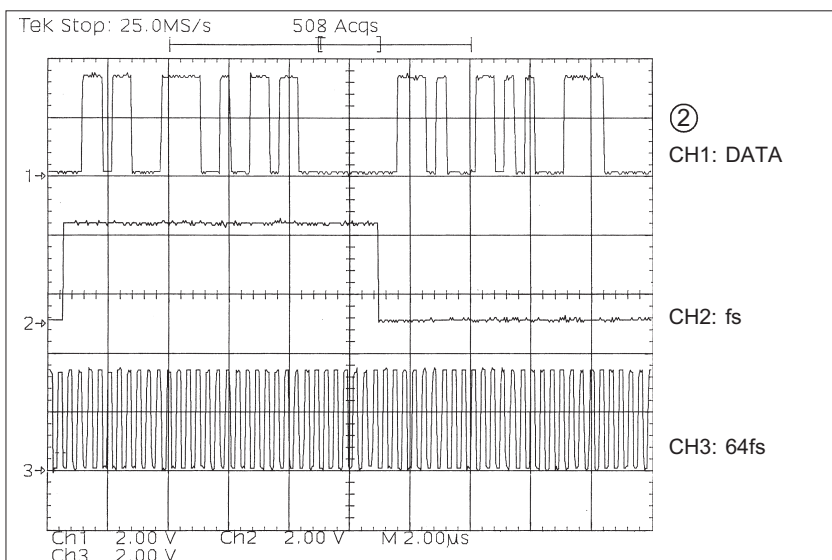 Tek Stop: 25.0MS/s 508 Acqs
②
CH1: DATA
1
CH2: fs
2
CH3: 64fs
3
Ch1 2.00 V Ch2 2.00 V M 2.00µs
Ch3 2.00 V